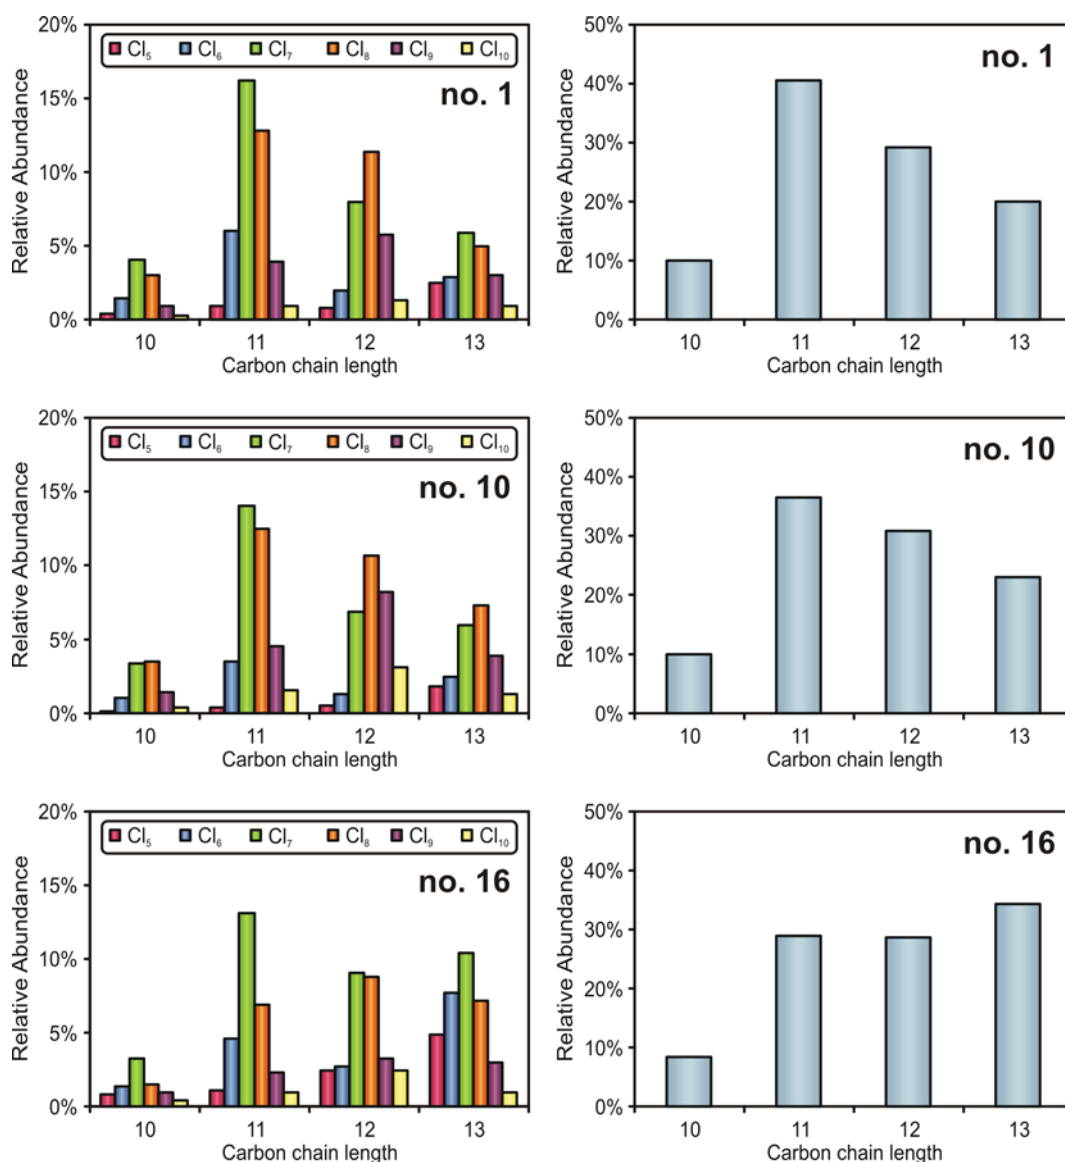 20%
15%
10%
5%
0%
Relative Abundance
Cl₅ Cl₆ Cl₇ Cl₈ Cl₉ Cl₁₀
no. 1
10 11 12 13
Carbon chain length
50%
40%
30%
20%
10%
0%
Relative Abundance
no. 1
10 11 12 13
Carbon chain length
20%
15%
10%
5%
0%
Relative Abundance
Cl₅ Cl₆ Cl₇ Cl₈ Cl₉ Cl₁₀
no. 10
10 11 12 13
Carbon chain length
50%
40%
30%
20%
10%
0%
Relative Abundance
no. 10
10 11 12 13
Carbon chain length
20%
15%
10%
5%
0%
Relative Abundance
Cl₅ Cl₆ Cl₇ Cl₈ Cl₉ Cl₁₀
no. 16
10 11 12 13
Carbon chain length
50%
40%
30%
20%
10%
0%
Relative Abundance
no. 16
10 11 12 13
Carbon chain length